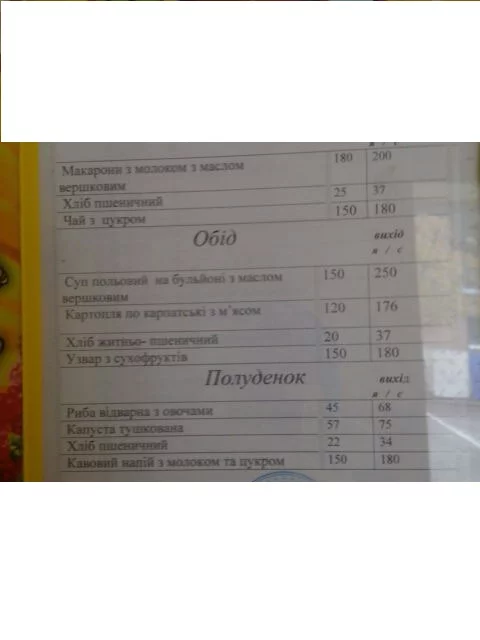 Макарони з молоком з маслом 180 200
вершковим
Хліб пшеничний 25 37
Чай з цукром 150 180
Обід вихід
я / с
Суп польовий на бульйоні з маслом 150 250
вершковим
Картопля по карпатські з м'ясом 120 176
Хліб житньо- пшеничний 20 37
Узвар з сухофруктів 150 180
Полуденок вихід
я / с
Риба відварна з овочами 45 68
Капуста тушкована 57 75
Хліб пшеничний 22 34
Кавовий напій з молоком та цукром 150 180